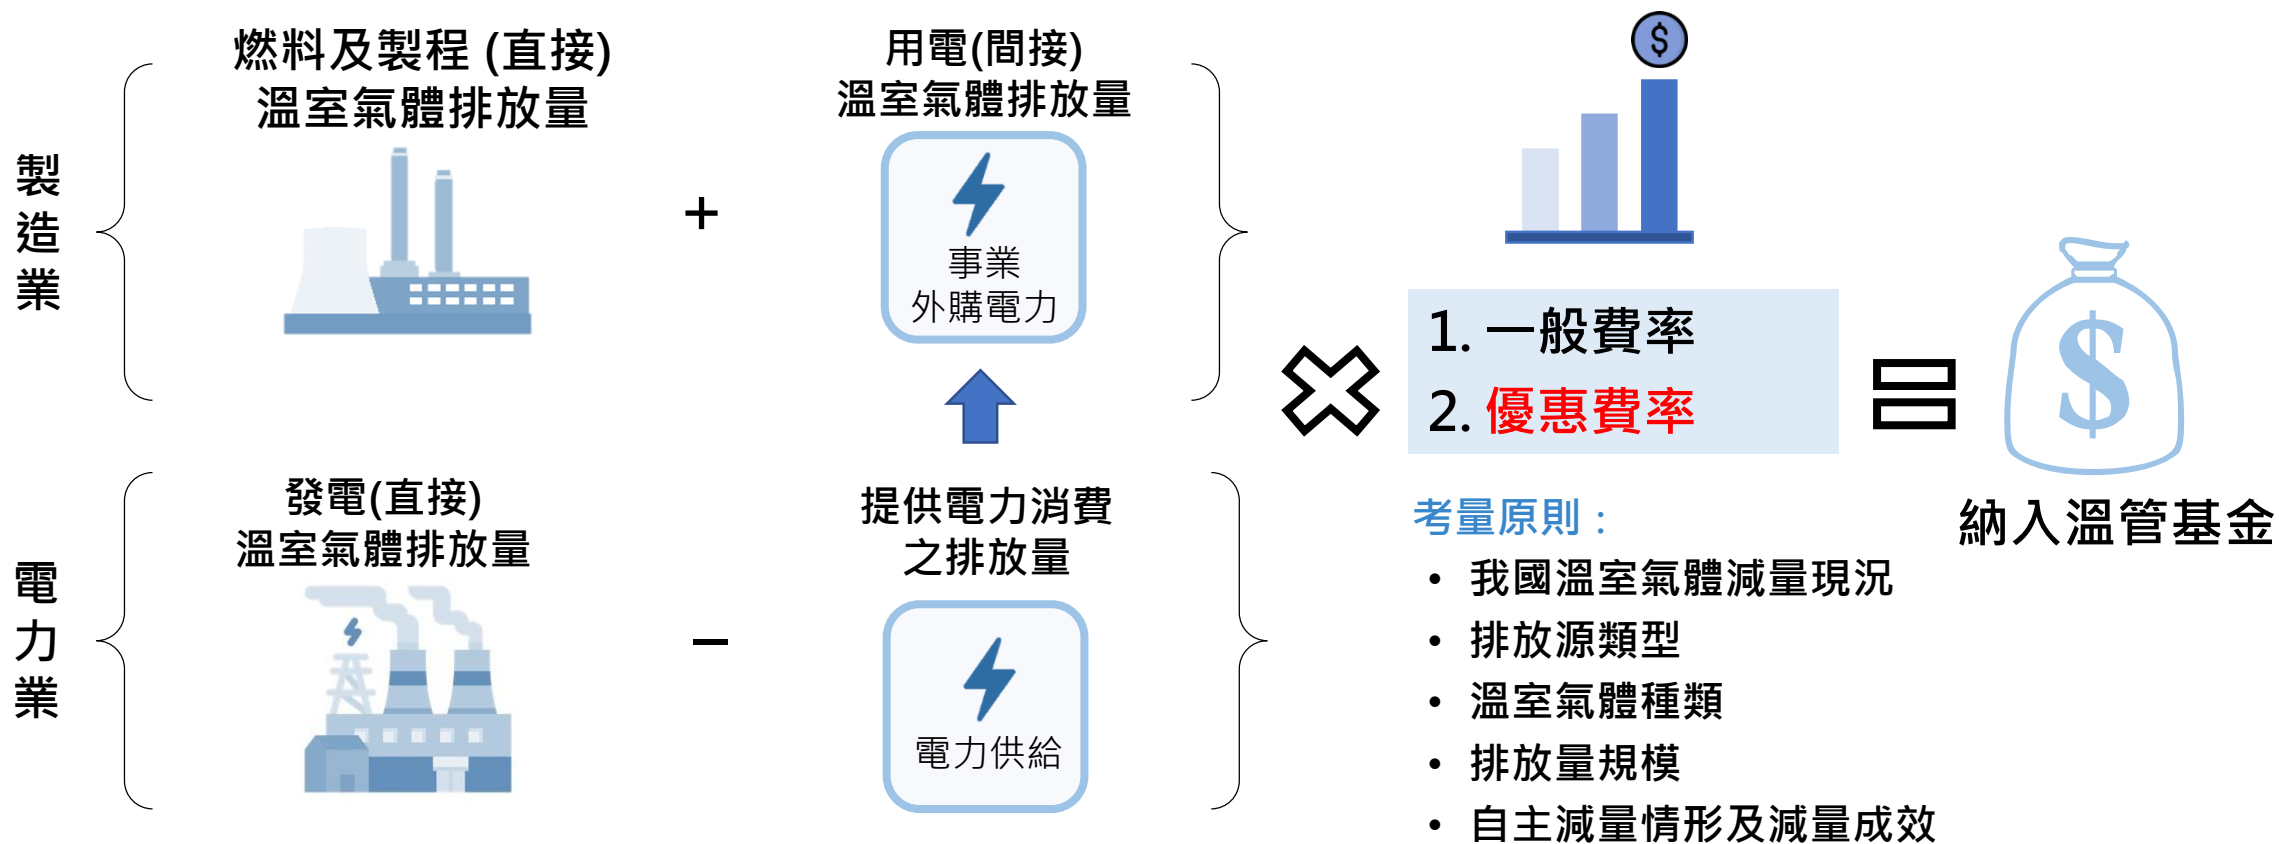 製造業
燃料及製程 (直接)
溫室氣體排放量
+
用電(間接)
溫室氣體排放量
事業
外購電力
電力業
發電(直接)
溫室氣體排放量
－
提供電力消費
之排放量
電力供給
$
1. 一般費率
2. 優惠費率
考量原則：
• 我國溫室氣體減量現況
• 排放源類型
• 溫室氣體種類
• 排放量規模
• 自主減量情形及減量成效
$
納入溫管基金